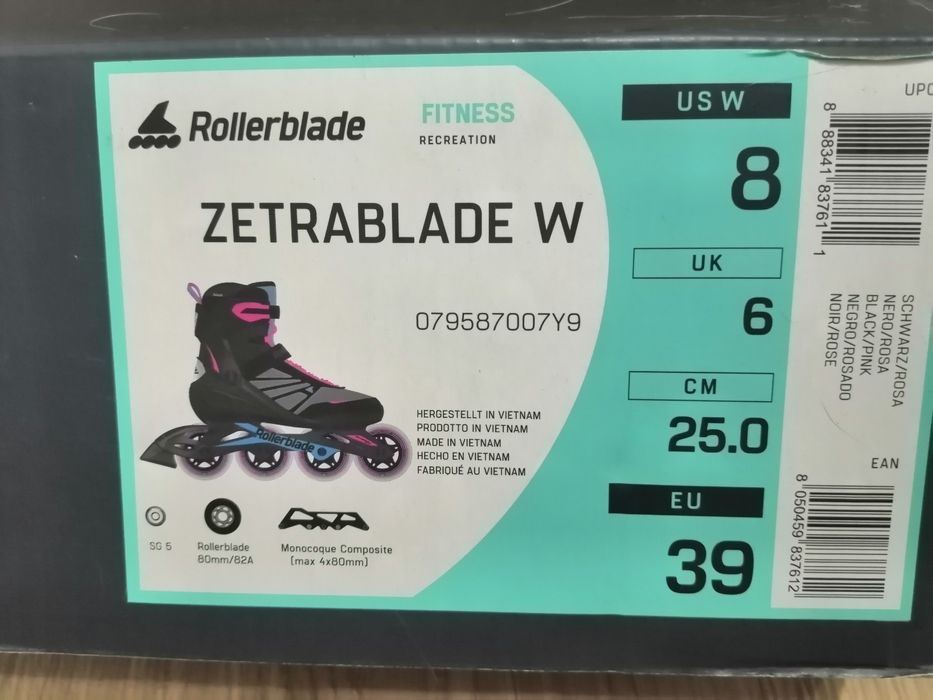 Rollerblade
FITNESS
RECREATION
ZETRABLADE W
079587007Y9
Rollerblade
HERGESTELLT IN VIETNAM
PRODOTTO IN VIETNAM
MADE IN VIETNAM
HECHO EN VIETNAM
FABRIQUÉ AU VIETNAM
SG 5
Rollerblade
80mm/82A
Monocoque Composite
(max 4x80mm)
US W
8
UK
6
CM
25.0
EU
39
UPC
8 88341 83761 1
SCHWARZ/ROSA
NERO/ROSA
BLACK/PINK
NEGRO/ROSADO
NOIR/ROSE
EAN
8 050459 837612